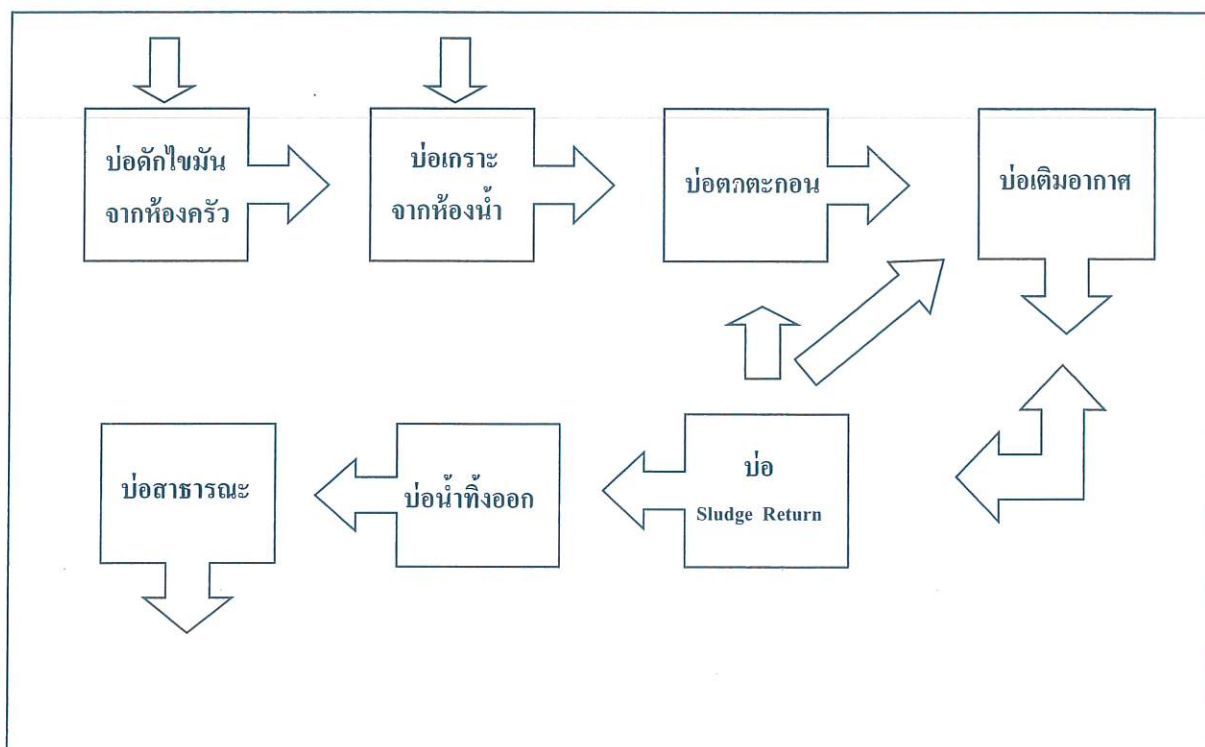 บ่อดักไขมัน
จากห้องครัว
บ่อเกราะ
จากห้องน้ำ
บ่อตกตะกอน
บ่อเติมอากาศ
บ่อสาธารณะ
บ่อน้ำทิ้งออก
บ่อ
Sludge Return